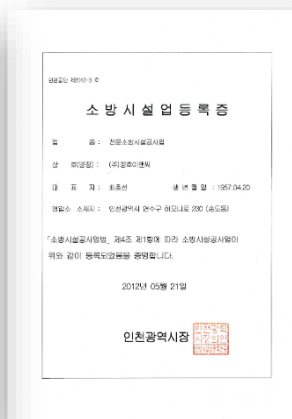 소방시설업등록증
업 종 : 전문소방시설공사업
상 호(명칭) : (주)정호이앤씨
대 표 자 : 최호선 생년월일 : 1957.04.20
영업소 소재지 : 인천광역시 연수구 하모니로 230 (송도동)
「소방시설공사업법」 제4조 제1항에 따라 소방시설공사업이
위와 같이 등록되었음을 증명합니다.
2012년 05월 21일
인천광역시장